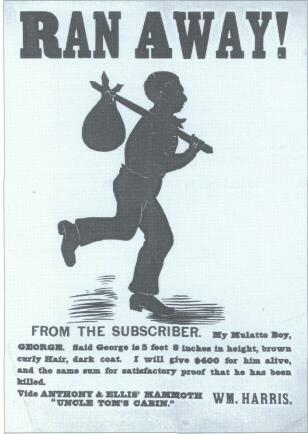 RAN AWAY!
FROM THE SUBSCRIBER. My Mulatto Boy,
GEORGE. Said George is 5 feet 8 inches in height, brown
curly Hair, dark coat. I will give $400 for him alive,
and the same sum for satisfactory proof that he has been
killed.
Vide ANTHONY & ELLIS' MAMMOTH
"UNCLE TOM'S CABIN."
WM. HARRIS.